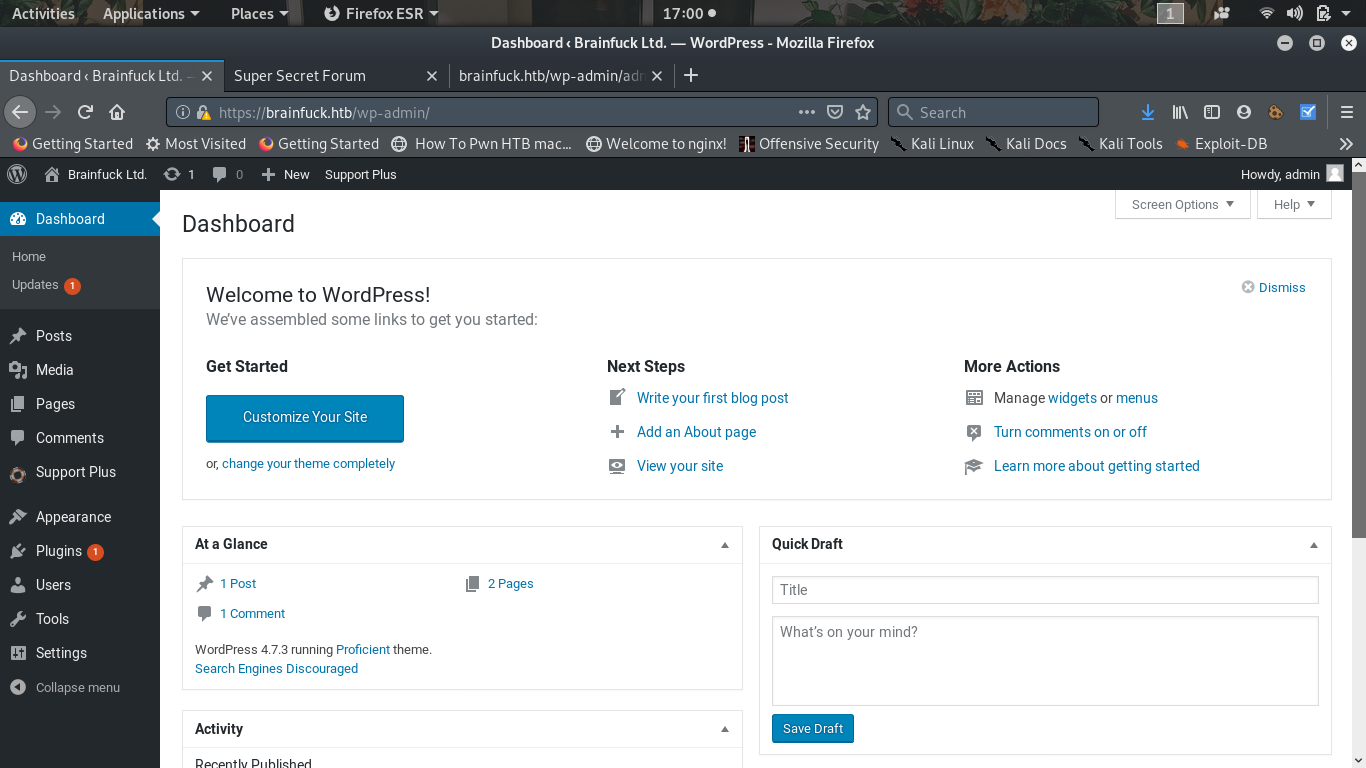 Activities Applications Places Firefox ESR 17:00 1
Dashboard ‹ Brainfuck Ltd. — WordPress - Mozilla Firefox
Dashboard ‹ Brainfuck Ltd. — Super Secret Forum brainfuck.htb/wp-admin/adm
https://brainfuck.htb/wp-admin/ Search
Getting Started Most Visited Getting Started How To Pwn HTB mac... Welcome to nginx! Offensive Security Kali Linux Kali Docs Kali Tools Exploit-DB
Brainfuck Ltd. 1 0 New Support Plus Howdy, admin
Dashboard
Home
Updates 1
Posts
Media
Pages
Comments
Support Plus
Appearance
Plugins 1
Users
Tools
Settings
Collapse menu
Screen Options Help
Dashboard
Welcome to WordPress!
Dismiss
We've assembled some links to get you started:
Get Started
Customize Your Site
or, change your theme completely
Next Steps
Write your first blog post
Add an About page
View your site
More Actions
Manage widgets or menus
Turn comments on or off
Learn more about getting started
At a Glance
1 Post 2 Pages
1 Comment
WordPress 4.7.3 running Proficient theme.
Search Engines Discouraged
Activity
Recently Published
Quick Draft
Title
What's on your mind?
Save Draft